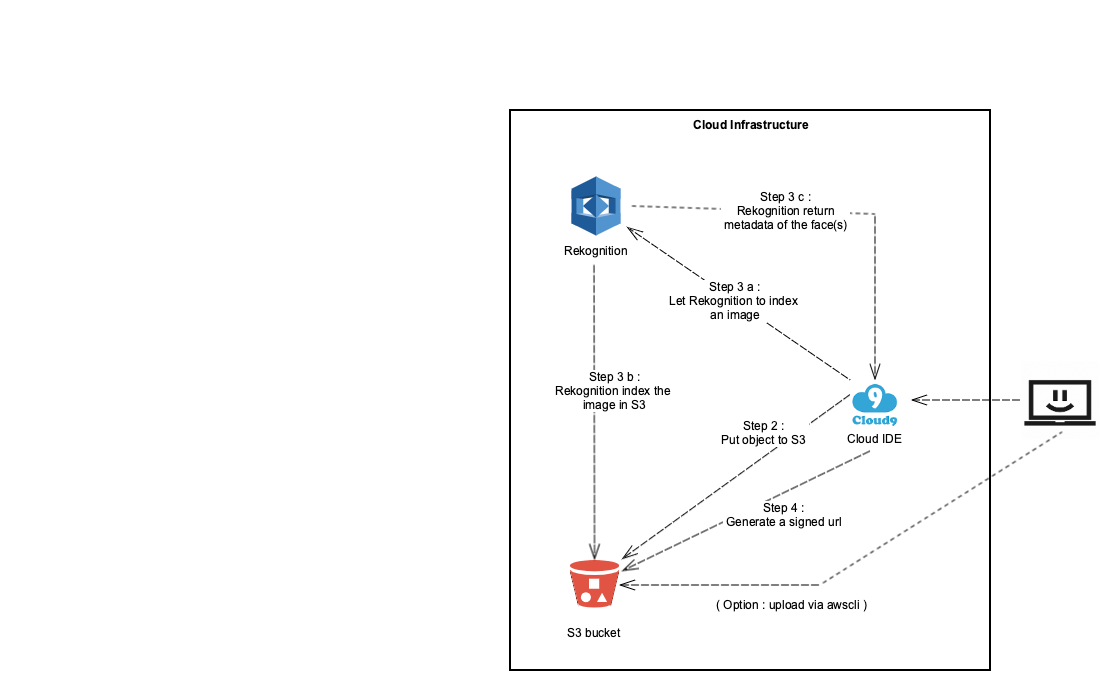 Cloud Infrastructure
Step 3 c :
Rekognition return
metadata of the face(s)
Rekognition
Step 3 a :
Let Rekognition to index
an image
Step 3 b :
Rekognition index the
image in S3
9
Cloud9
Cloud IDE
Step 2 :
Put object to S3
Step 4 :
Generate a signed url
( Option : upload via awscli )
S3 bucket